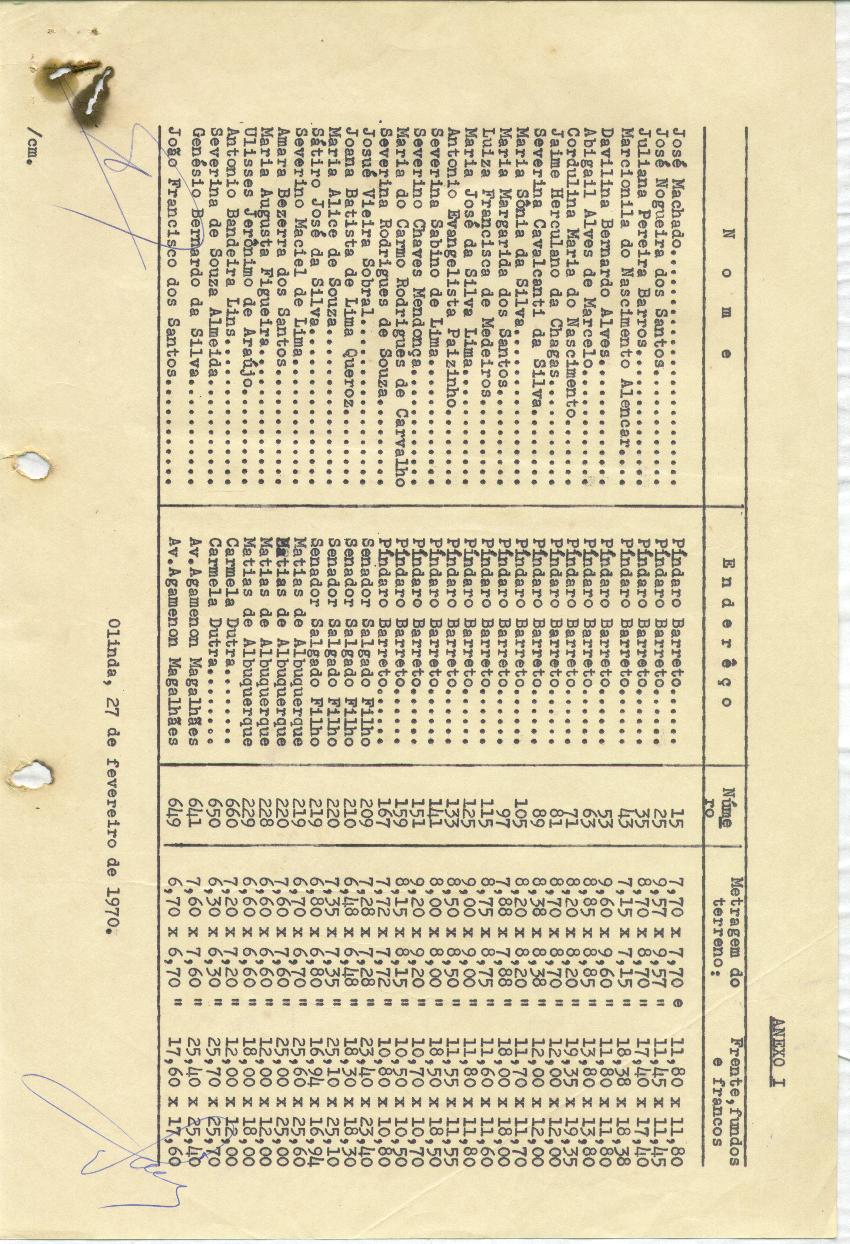 ANEXO I
N o m e E n d e r ê ç o Núme Metragem do Frente,fundos
ro terreno: e francos
José Machado........................ Píndaro Barreto...... 15 7,70 x 7,70 e 11,80 x 11,80
José Nogueira dos Santos............ Píndaro Barreto...... 25 9,57 x 9,57 " 11,45 x 11,45
Juliana Pereira Barros.............. Píndaro Barreto...... 35 8,70 x 8,70 " 17,40 x 17,40
Marcionila do Nascimento Alencar.... Píndaro Barreto...... 43 7,15 x 7,15 " 18,38 x 18,38
Davilina Bernardo Alves............. Píndaro Barreto...... 53 9,60 x 9,60 " 11,80 x 11,80
Abigail Alves de Marcelo............ Píndaro Barreto...... 63 8,85 x 8,85 " 13,80 x 13,80
Cordulina Maria do Nascimento....... Píndaro Barreto...... 71 8,20 x 8,20 " 19,35 x 19,35
Jaime Herculano da Chagas........... Píndaro Barreto...... 81 8,70 x 8,70 " 12,00 x 12,00
Severina Cavalcanti da Silva........ Píndaro Barreto...... 89 8,38 x 8,38 " 12,00 x 12,00
Maria Sônia da Silva................ Píndaro Barreto...... 105 8,20 x 8,20 " 11,70 x 11,70
Maria Margarida dos Santos.......... Píndaro Barreto...... 97 7,88 x 7,88 " 18,00 x 18,00
Luiza Francisca de Medeiros......... Píndaro Barreto...... 115 8,75 x 8,75 " 11,60 x 11,60
Maria José da Silva Lima............ Píndaro Barreto...... 125 9,00 x 9,00 " 11,80 x 11,80
Antonio Evangelista Paizinho........ Píndaro Barreto...... 133 8,50 x 8,50 " 11,55 x 11,55
Severina Sabino de Lima............. Píndaro Barreto...... 141 8,00 x 8,00 " 18,50 x 18,50
Severino Chaves Mendonça............ Píndaro Barreto...... 151 9,20 x 9,20 " 10,70 x 10,70
Maria do Carmo Rodrigues de Carvalho Píndaro Barreto...... 159 8,15 x 8,15 " 10,50 x 10,50
Severina Rodrigues de Souza......... Píndaro Barreto...... 167 7,72 x 7,72 " 10,80 x 10,80
Josué Vieira Sobral................. Senador Salgado Filho 209 7,28 x 7,28 " 23,40 x 23,40
Joana Batista de Lima Queroz........ Senador Salgado Filho 210 6,48 x 6,48 " 18,30 x 18,30
Maria Alice de Souza................ Senador Salgado Filho 220 7,35 x 7,35 " 25,10 x 25,10
Sátiro José da Silva................ Senador Salgado Filho 219 6,80 x 6,80 " 16,94 x 16,94
Severino Maciel de Lima............. Matias de Albuquerque 219 6,70 x 6,70 " 25,60 x 25,60
Amara Bezerra dos Santos............ Matias de Albuquerque 220 7,60 x 7,60 " 25,00 x 25,00
Maria Augusta Figueira.............. Matias de Albuquerque 228 6,60 x 6,60 " 12,00 x 12,00
Ulisses Jerônimo de Araújo.......... Matias de Albuquerque 229 6,60 x 6,60 " 18,00 x 18,00
Antonio Bandeira Lins............... Carmela Dutra........ 660 7,20 x 7,20 " 12,00 x 12,00
Severina de Souza Almeida........... Carmela Dutra........ 650 6,30 x 6,30 " 25,70 x 25,70
Genésio Bernardo da Silva........... Av.Agamenon Magalhães 641 7,60 x 7,60 " 25,40 x 25,40
João Francisco dos Santos........... Av.Agamenon Magalhães 649 6,70 x 6,70 " 17,60 x 17,60
Olinda, 27 de fevereiro de 1970.
/cm.